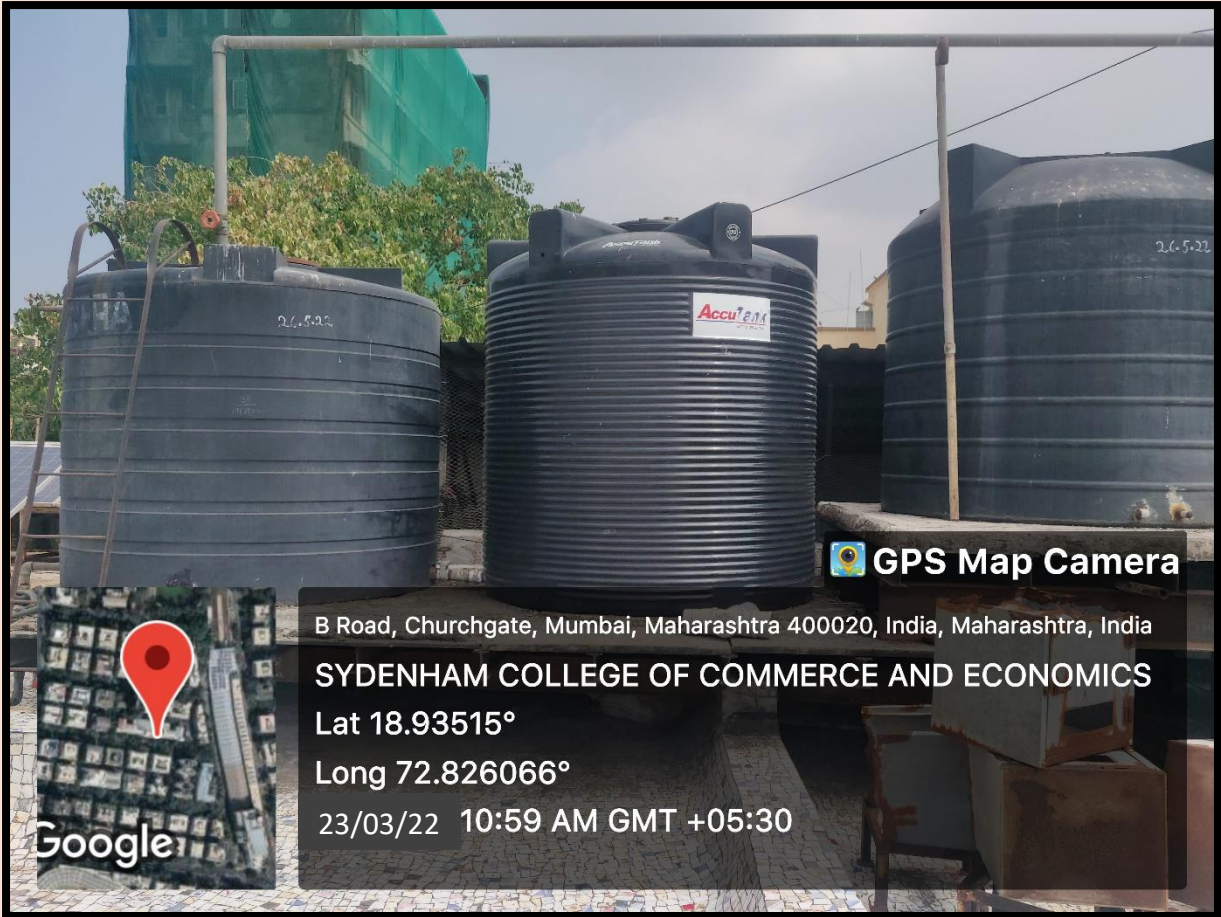 26.5.22
AccuTank
AccuTank
26.5.22
GPS Map Camera
B Road, Churchgate, Mumbai, Maharashtra 400020, India, Maharashtra, India
SYDENHAM COLLEGE OF COMMERCE AND ECONOMICS
Lat 18.93515°
Long 72.826066°
23/03/22 10:59 AM GMT +05:30
Google